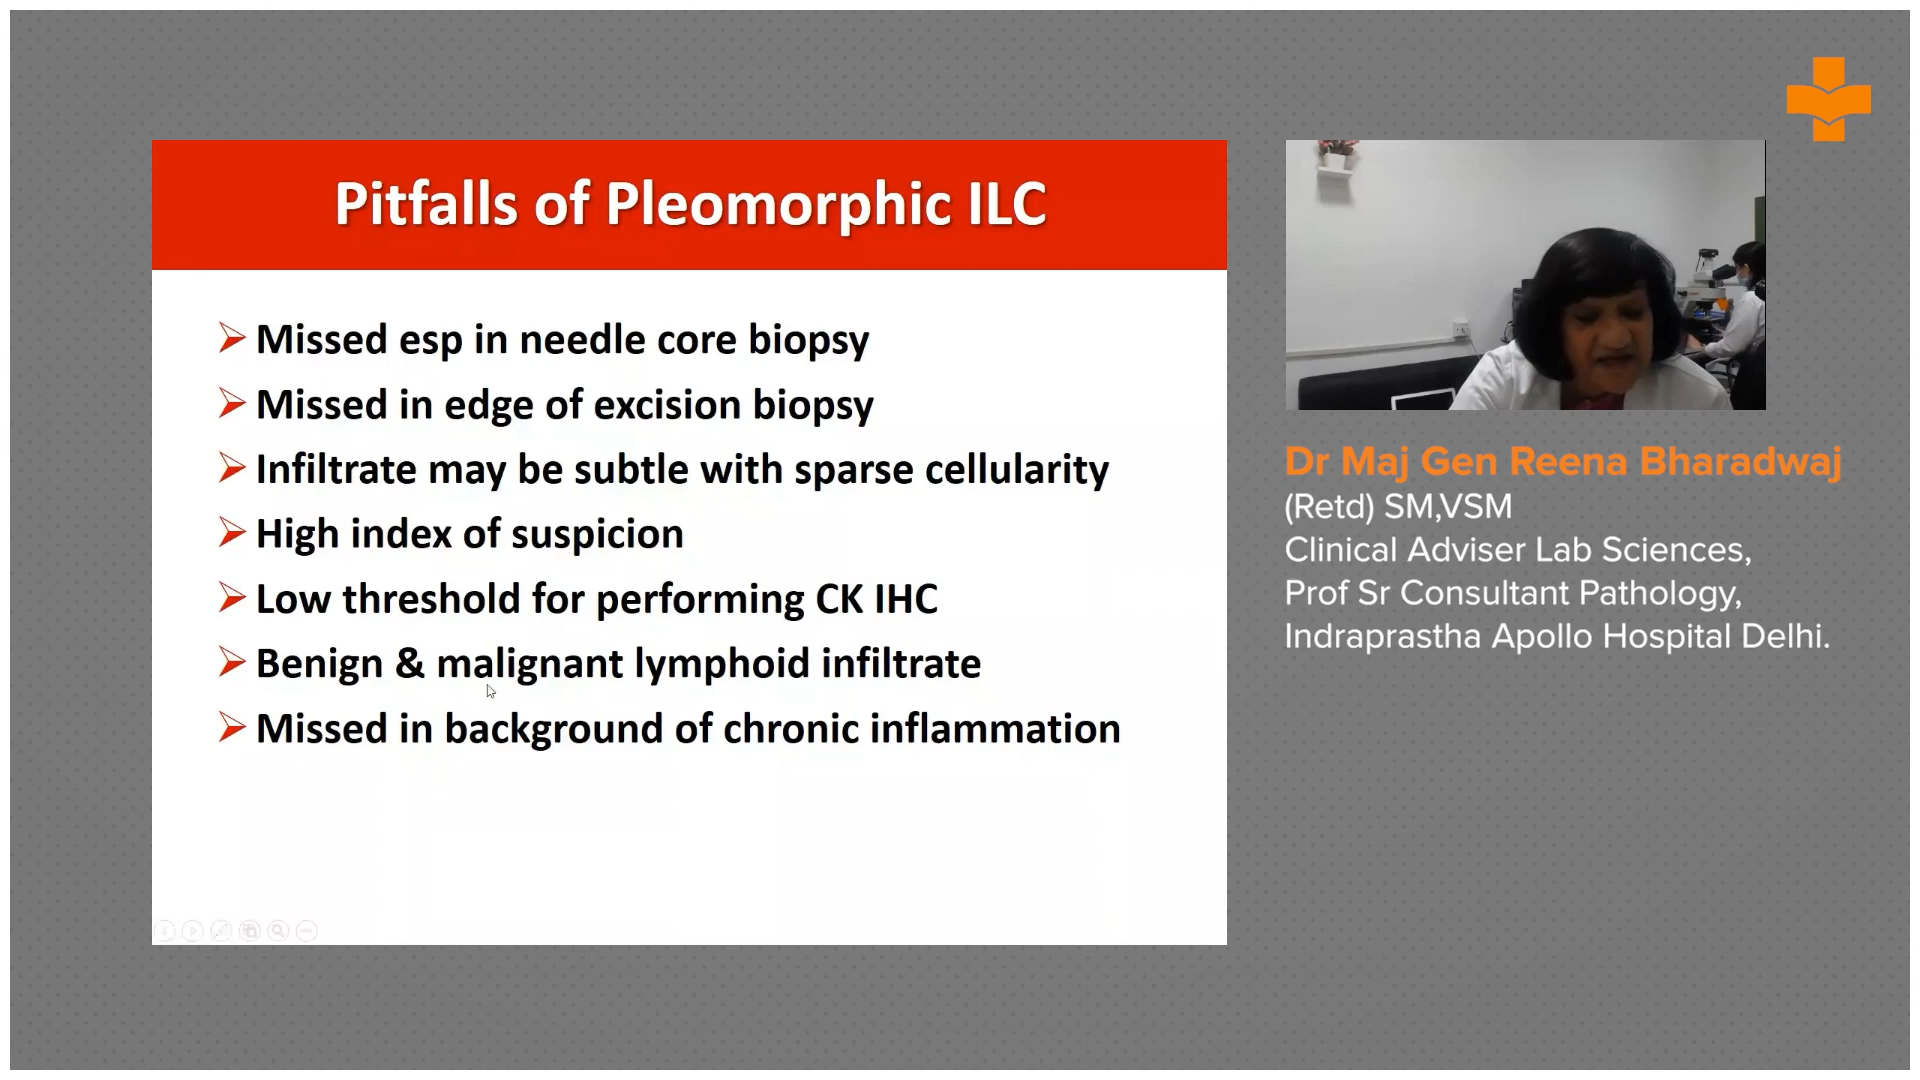 Pitfalls of Pleomorphic ILC
Missed esp in needle core biopsy
Missed in edge of excision biopsy
Infiltrate may be subtle with sparse cellularity
High index of suspicion
Low threshold for performing CK IHC
Benign & malignant lymphoid infiltrate
Missed in background of chronic inflammation
Dr Maj Gen Reena Bharadwaj
(Retd) SM,VSM
Clinical Adviser Lab Sciences,
Prof Sr Consultant Pathology,
Indraprastha Apollo Hospital Delhi.